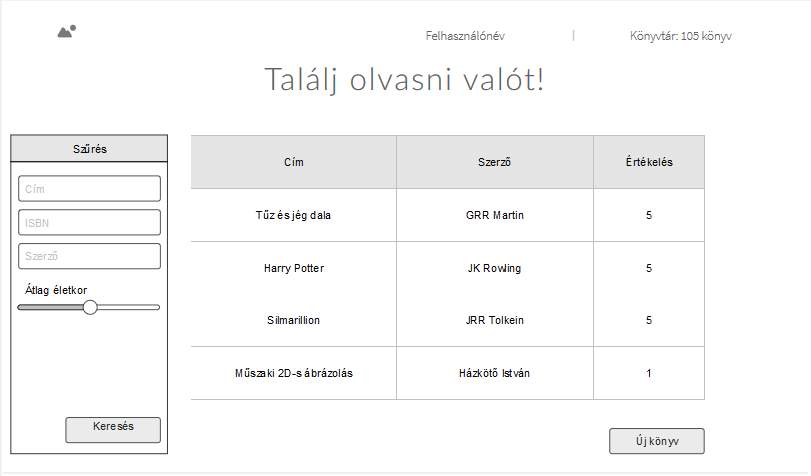 Felhasználónév | Könyvtár: 105 könyv
Találj olvasni valót!
Szűrés
Cím
ISBN
Szerző
Átlag életkor
Keresés
Cím Szerző Értékelés
Tűz és jég dala GRR Martin 5
Harry Potter JK Rowling 5
Silmarillion JRR Tolkein 5
Műszaki 2D-s ábrázolás Házkötő István 1
Új könyv